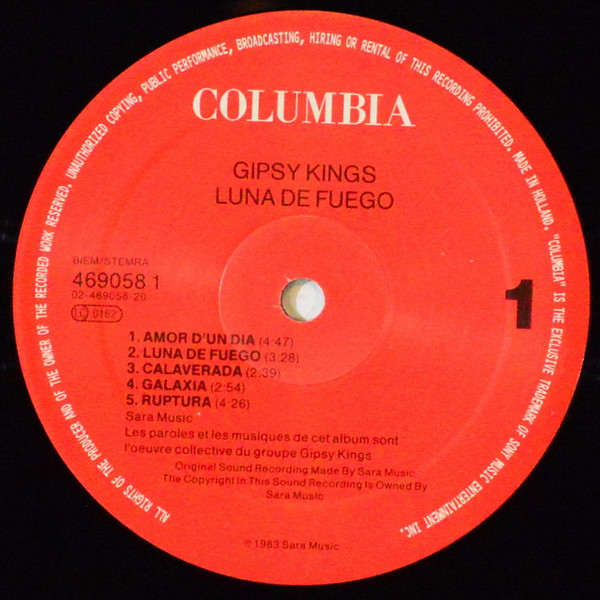 ALL RIGHTS OF THE PRODUCER AND OF THE OWNER OF THE RECORDED WORK RESERVED. UNAUTHORIZED COPYING, PUBLIC PERFORMANCE, BROADCASTING, HIRING OR RENTAL OF THIS RECORDING PROHIBITED. MADE IN HOLLAND. "COLUMBIA" IS THE EXCLUSIVE TRADEMARK OF SONY MUSIC ENTERTAINMENT INC.
COLUMBIA
GIPSY KINGS
LUNA DE FUEGO
BIEM/STEMRA
469058 1
02-469058-20
LC 0162
1
1. AMOR D'UN DIA (4:47)
2. LUNA DE FUEGO (3:28)
3. CALAVERADA (2:39)
4. GALAXIA (2:54)
5. RUPTURA (4:26)
Sara Music
Les paroles et les musiques de cet album sont
l'oeuvre collective du groupe Gipsy Kings
Original Sound Recording Made By Sara Music
The Copyright In This Sound Recording Is Owned By
Sara Music
℗ 1983 Sara Music